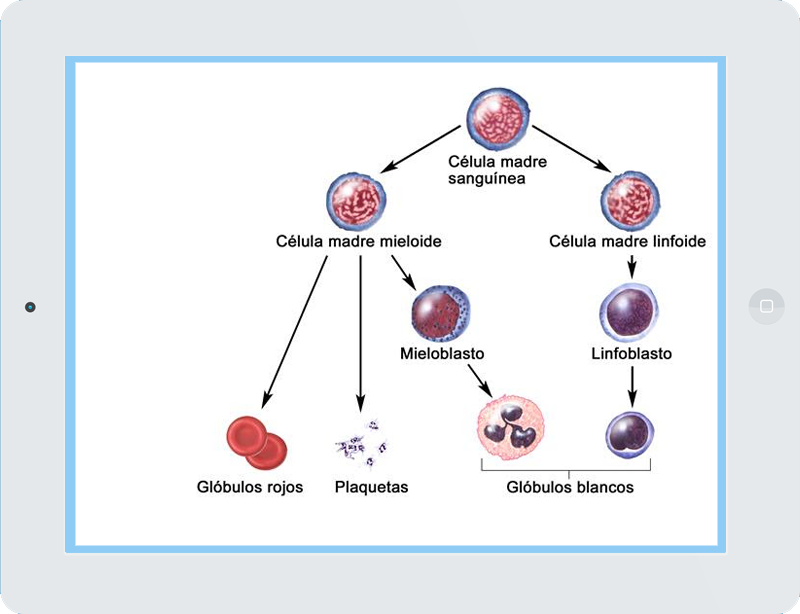 Célula madre
sanguínea
Célula madre mieloide
Célula madre linfoide
Mieloblasto
Linfoblasto
Glóbulos rojos
Plaquetas
Glóbulos blancos